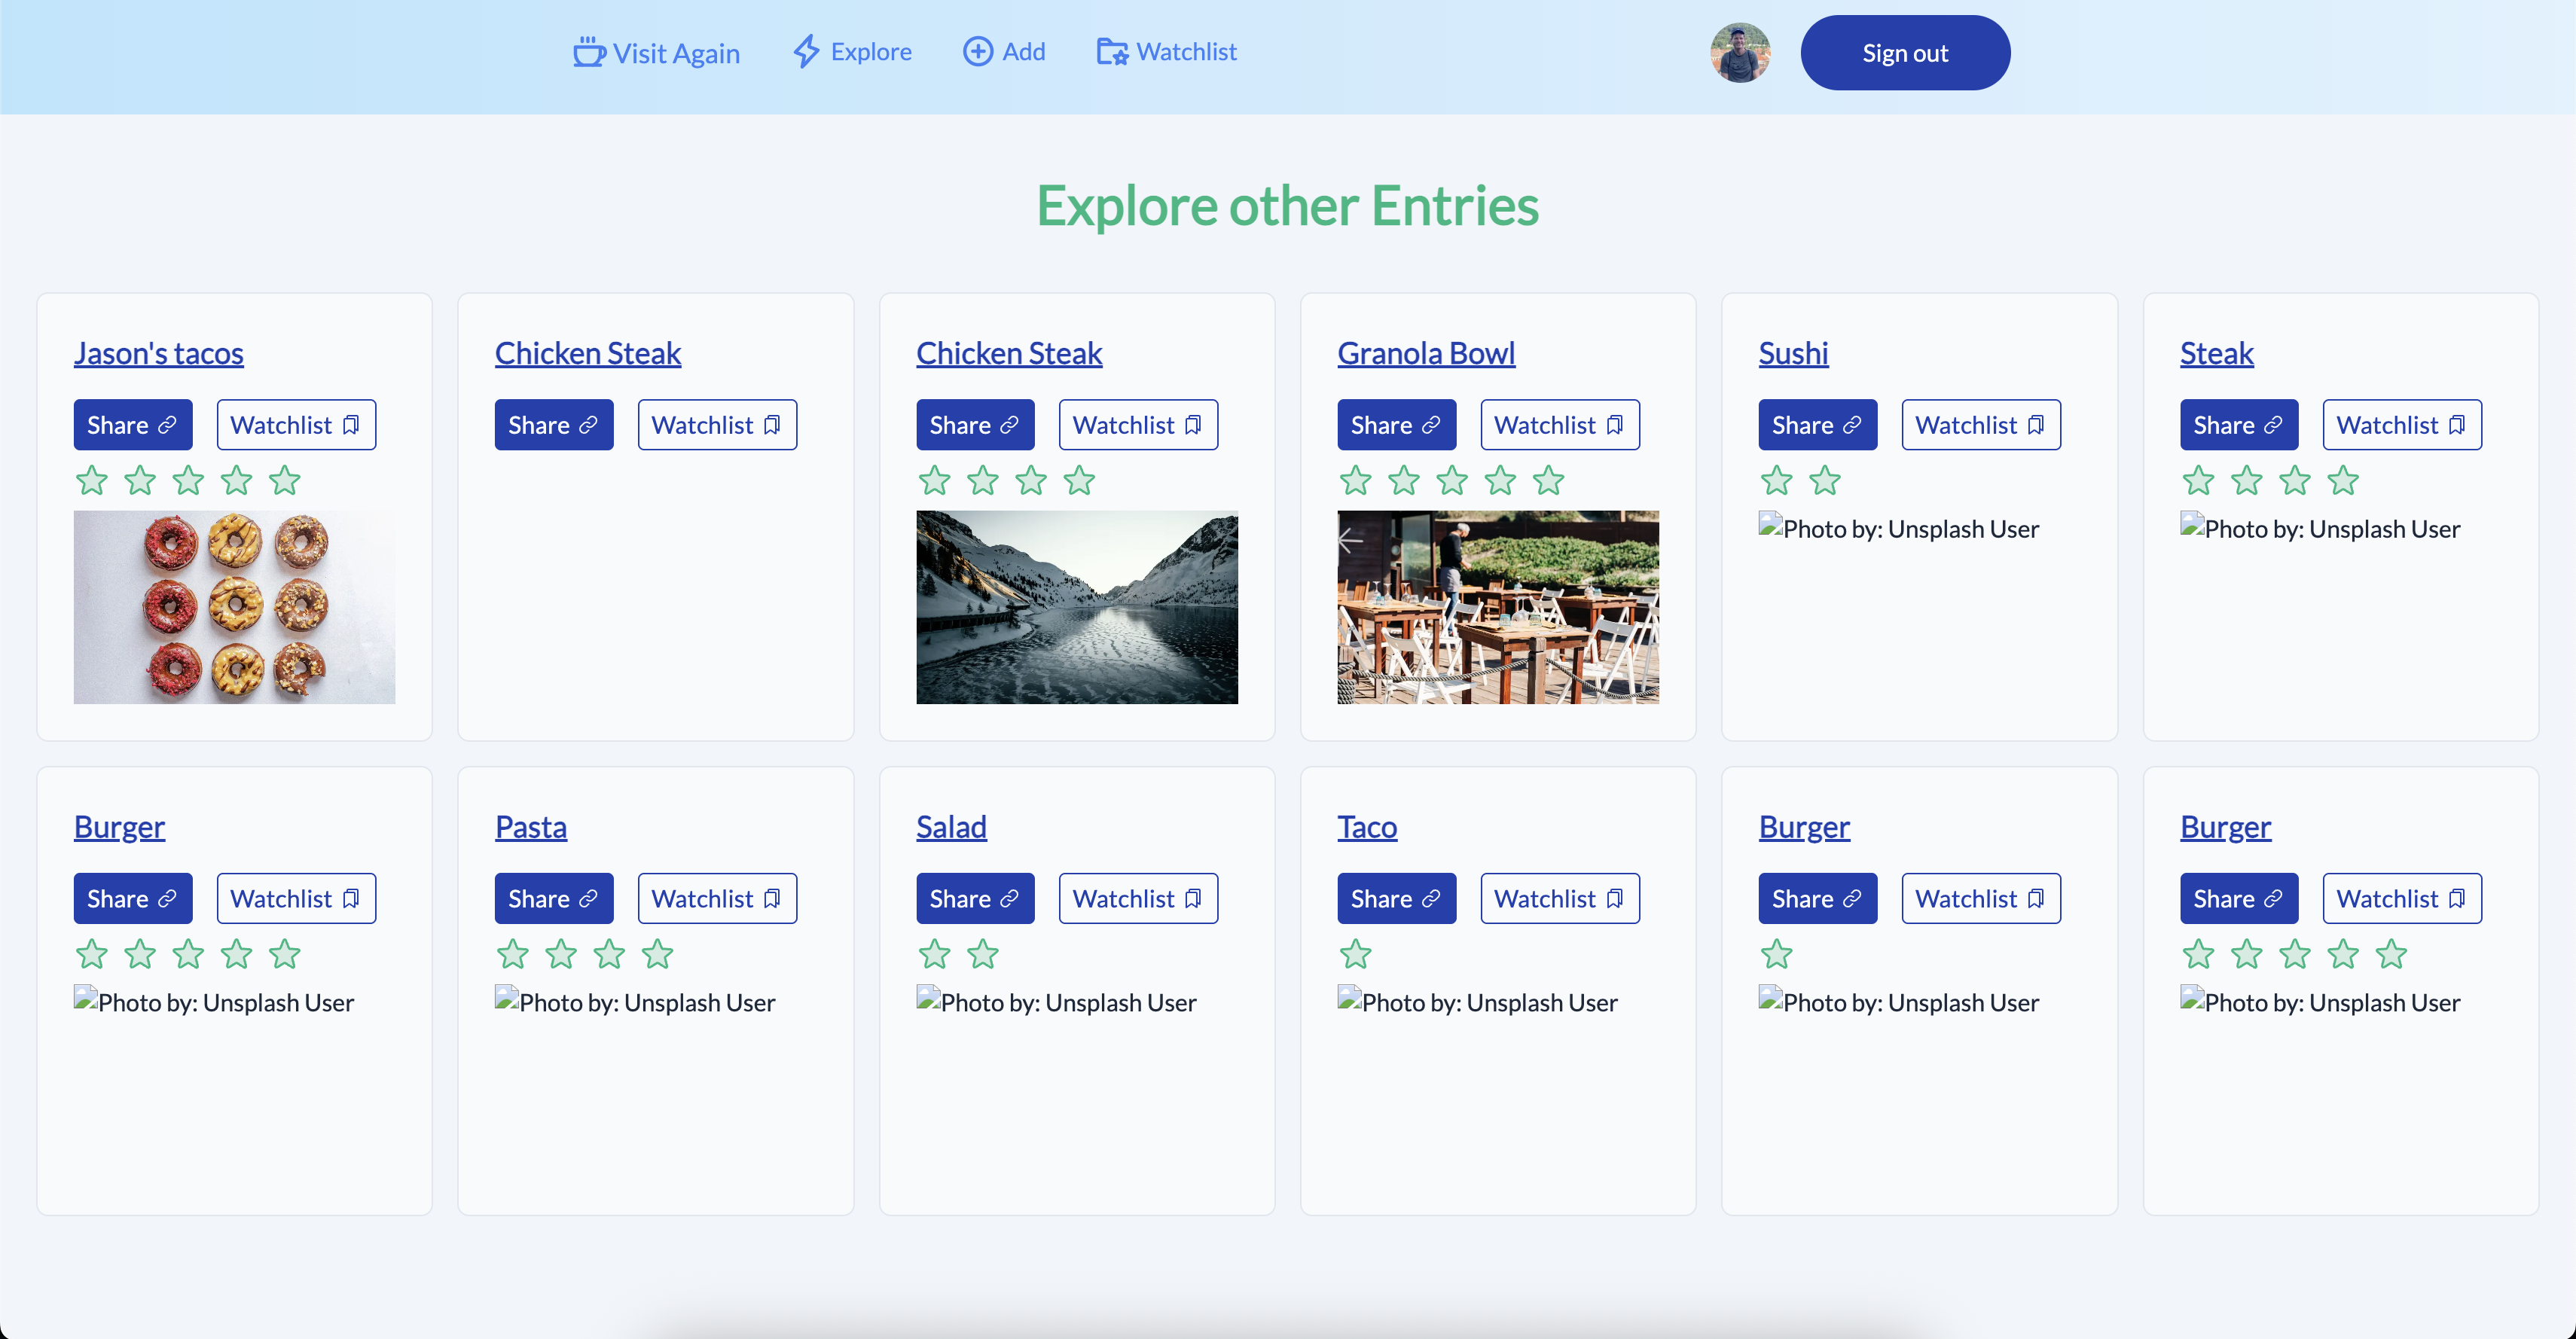 Visit Again Explore Add Watchlist Sign out
Explore other Entries
Jason's tacos Chicken Steak Chicken Steak Granola Bowl Sushi Steak
Share Watchlist Share Watchlist Share Watchlist Share Watchlist Share Watchlist Share Watchlist
Photo by: Unsplash User Photo by: Unsplash User
Burger Pasta Salad Taco Burger Burger
Share Watchlist Share Watchlist Share Watchlist Share Watchlist Share Watchlist Share Watchlist
Photo by: Unsplash User Photo by: Unsplash User Photo by: Unsplash User Photo by: Unsplash User Photo by: Unsplash User Photo by: Unsplash User